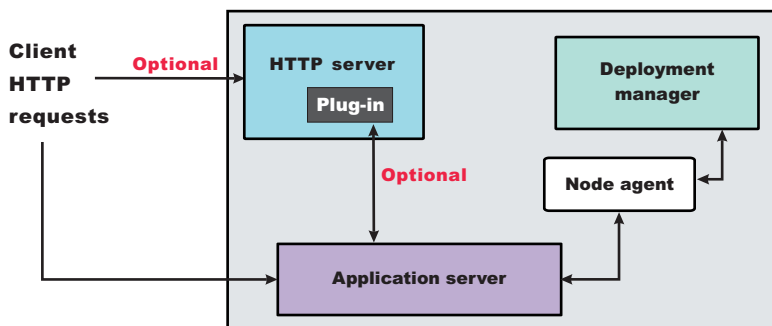 Client
HTTP
requests
Optional
HTTP server
Plug-in
Optional
Deployment
manager
Node agent
Application server